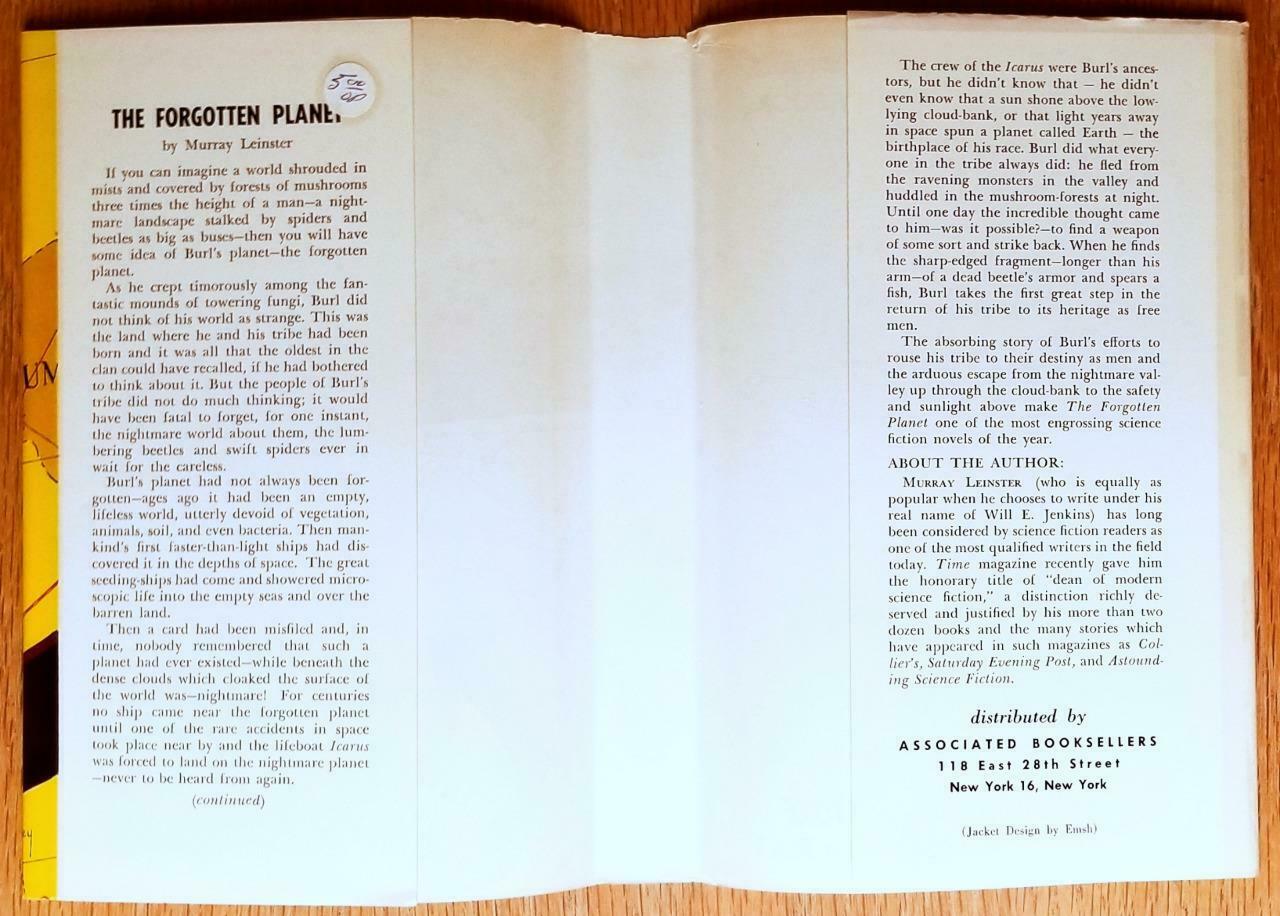 5.00
THE FORGOTTEN PLANET
by Murray Leinster
If you can imagine a world shrouded in
mists and covered by forests of mushrooms
three times the height of a man—a night-
mare landscape stalked by spiders and
beetles as big as buses—then you will have
some idea of Burl's planet—the forgotten
planet.
As he crept timorously among the fan-
tastic mounds of towering fungi, Burl did
not think of his world as strange. This was
the land where he and his tribe had been
born and it was all that the oldest in the
clan could have recalled, if he had bothered
to think about it. But the people of Burl's
tribe did not do much thinking; it would
have been fatal to forget, for one instant,
the nightmare world about them, the lum-
bering beetles and swift spiders ever in
wait for the careless.
Burl's planet had not always been for-
gotten—ages ago it had been an empty,
lifeless world, utterly devoid of vegetation,
animals, soil, and even bacteria. Then man-
kind's first faster-than-light ships had dis-
covered it in the depths of space. The great
seeding-ships had come and showered micro-
scopic life into the empty seas and over the
barren land.
Then a card had been misfiled and, in
time, nobody remembered that such a
planet had ever existed—while beneath the
dense clouds which cloaked the surface of
the world was—nightmare! For centuries
no ship came near the forgotten planet
until one of the rare accidents in space
took place near by and the lifeboat Icarus
was forced to land on the nightmare planet
—never to be heard from again.
(continued)
UM
ey
The crew of the Icarus were Burl's ances-
tors, but he didn't know that — he didn't
even know that a sun shone above the low-
lying cloud-bank, or that light years away
in space spun a planet called Earth — the
birthplace of his race. Burl did what every-
one in the tribe always did: he fled from
the ravening monsters in the valley and
huddled in the mushroom-forests at night.
Until one day the incredible thought came
to him—was it possible?—to find a weapon
of some sort and strike back. When he finds
the sharp-edged fragment—longer than his
arm—of a dead beetle's armor and spears a
fish, Burl takes the first great step in the
return of his tribe to its heritage as free
men.
The absorbing story of Burl's efforts to
rouse his tribe to their destiny as men and
the arduous escape from the nightmare val-
ley up through the cloud-bank to the safety
and sunlight above make The Forgotten
Planet one of the most engrossing science
fiction novels of the year.
ABOUT THE AUTHOR:
MURRAY LEINSTER (who is equally as
popular when he chooses to write under his
real name of Will E. Jenkins) has long
been considered by science fiction readers as
one of the most qualified writers in the field
today. Time magazine recently gave him
the honorary title of "dean of modern
science fiction," a distinction richly de-
served and justified by his more than two
dozen books and the many stories which
have appeared in such magazines as Col-
lier's, Saturday Evening Post, and Astound-
ing Science Fiction.
distributed by
ASSOCIATED BOOKSELLERS
118 East 28th Street
New York 16, New York
(Jacket Design by Emsh)